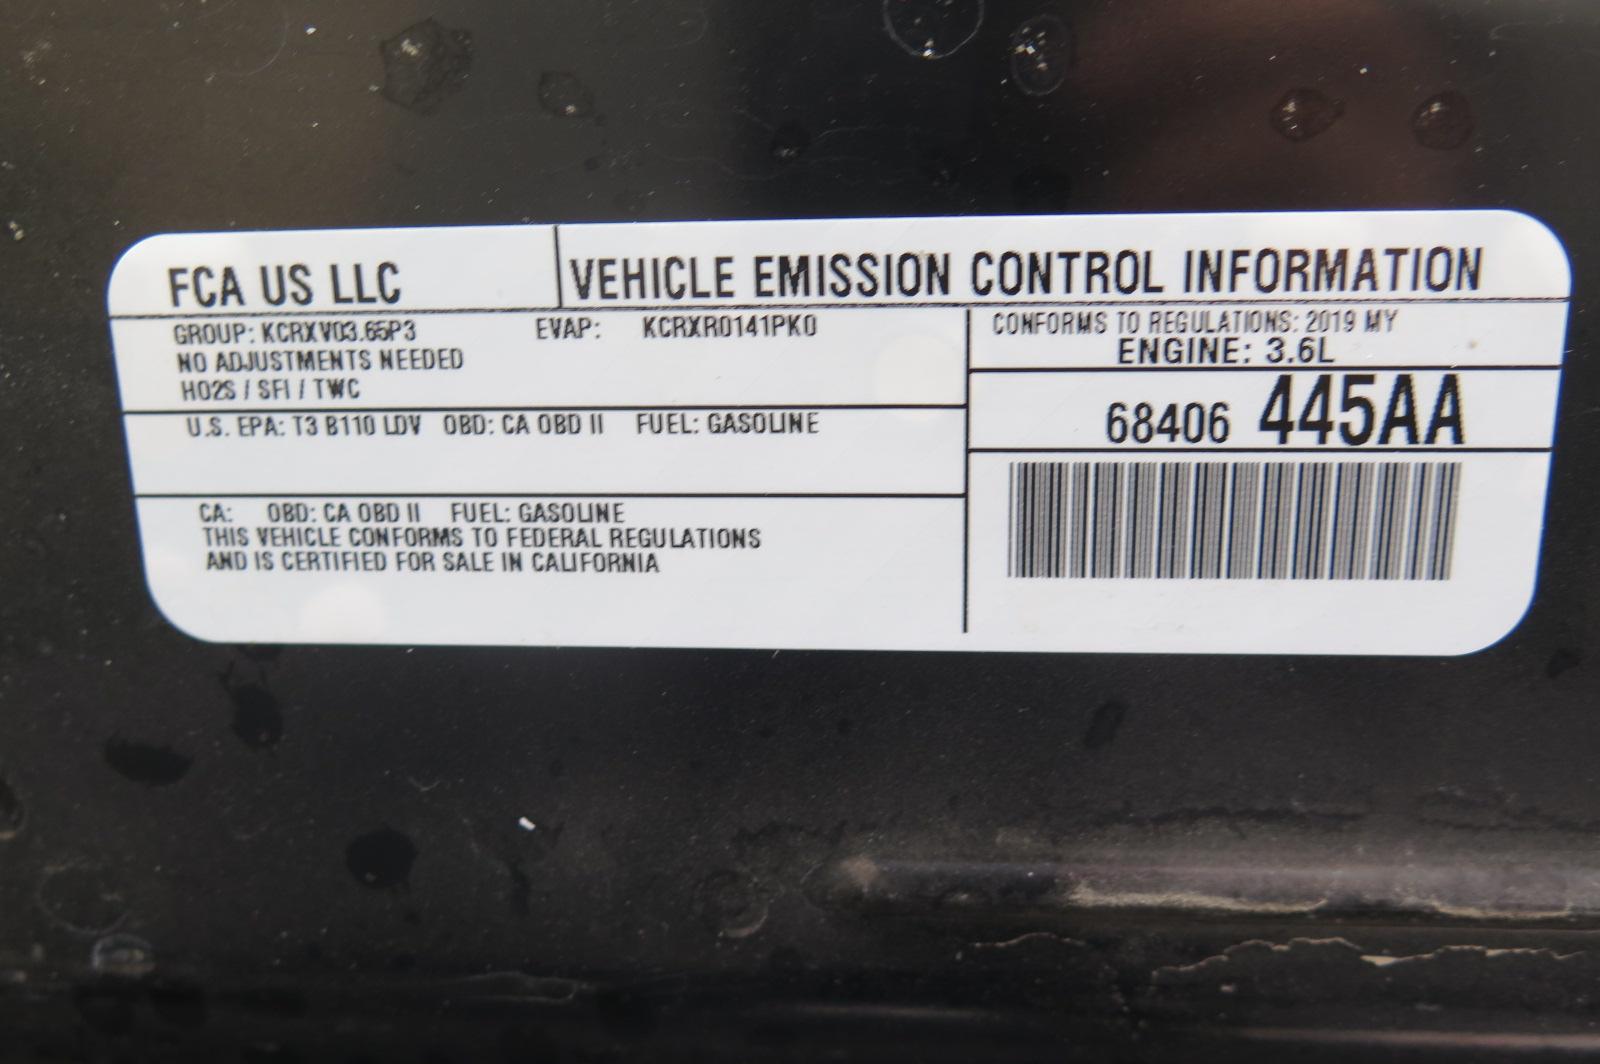 FCA US LLC
VEHICLE EMISSION CONTROL INFORMATION
GROUP: KCRXV03.65P3 EVAP: KCRXR0141PK0
NO ADJUSTMENTS NEEDED
HO2S / SFI / TWC
CONFORMS TO REGULATIONS: 2019 MY
ENGINE: 3.6L
68406 445AA
U.S. EPA: T3 B110 LDV OBD: CA OBD II FUEL: GASOLINE
CA: OBD: CA OBD II FUEL: GASOLINE
THIS VEHICLE CONFORMS TO FEDERAL REGULATIONS
AND IS CERTIFIED FOR SALE IN CALIFORNIA